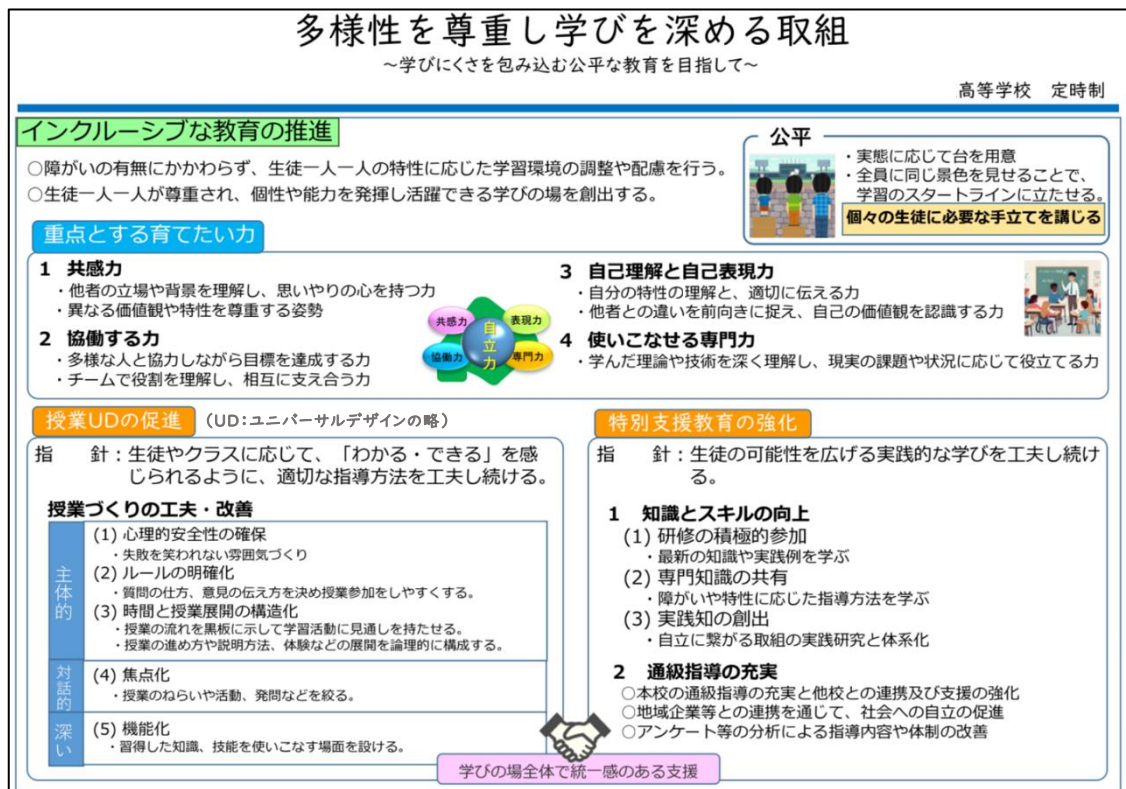 多様性を尊重し学びを深める取組
～学びにくさを包み込む公平な教育を目指して～
高等学校　定時制
インクルーシブな教育の推進
○障がいの有無にかかわらず、生徒一人一人の特性に応じた学習環境の調整や配慮を行う。
○生徒一人一人が尊重され、個性や能力を発揮し活躍できる学びの場を創出する。
公平
・実態に応じて台を用意
・全員に同じ景色を見せることで、
学習のスタートラインに立たせる。
個々の生徒に必要な手立てを講じる
重点とする育てたい力
1 共感力
・他者の立場や背景を理解し、思いやりの心を持つ力
・異なる価値観や特性を尊重する姿勢
2 協働する力
・多様な人と協力しながら目標を達成する力
・チームで役割を理解し、相互に支え合う力
共感力
表現力
自立力
協働力
専門力
3 自己理解と自己表現力
・自分の特性の理解と、適切に伝える力
・他者との違いを前向きに捉え、自己の価値観を認識する力
4 使いこなせる専門力
・学んだ理論や技術を深く理解し、現実の課題や状況に応じて役立てる力
授業UDの促進 (UD:ユニバーサルデザインの略)
指　針：生徒やクラスに応じて、「わかる・できる」を感
じられるように、適切な指導方法を工夫し続ける。
授業づくりの工夫・改善
主体的
(1) 心理的安全性の確保
・失敗を笑われない雰囲気づくり
(2) ルールの明確化
・質問の仕方、意見の伝え方を決め授業参加をしやすくする。
(3) 時間と授業展開の構造化
・授業の流れを黒板に示して学習活動に見通しを持たせる。
・授業の進め方や説明方法、体験などの展開を論理的に構成する。
対話的
(4) 焦点化
・授業のねらいや活動、発問などを絞る。
深い
(5) 機能化
・習得した知識、技能を使いこなす場面を設ける。
特別支援教育の強化
指　針：生徒の可能性を広げる実践的な学びを工夫し続け
る。
1 知識とスキルの向上
(1) 研修の積極的参加
・最新の知識や実践例を学ぶ
(2) 専門知識の共有
・障がいや特性に応じた指導方法を学ぶ
(3) 実践知の創出
・自立に繋がる取組の実践研究と体系化
2 通級指導の充実
○本校の通級指導の充実と他校との連携及び支援の強化
○地域企業等との連携を通じて、社会への自立の促進
○アンケート等の分析による指導内容や体制の改善
学びの場全体で統一感のある支援